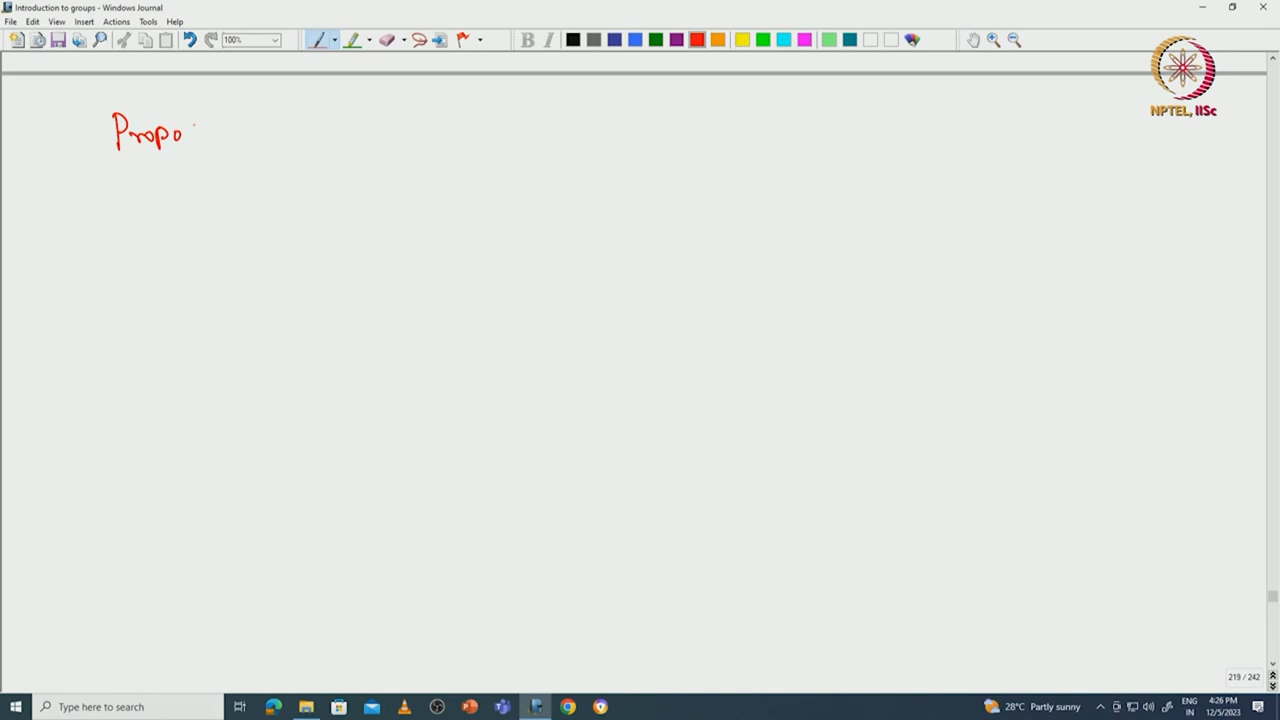 Introduction to groups - Windows Journal
File Edit View Insert Actions Tools Help
100% B I
NPTEL, IISc
Propo
219 / 242
Type here to search
28°C Partly sunny
ENG 4:26 PM
IN 12/5/2023